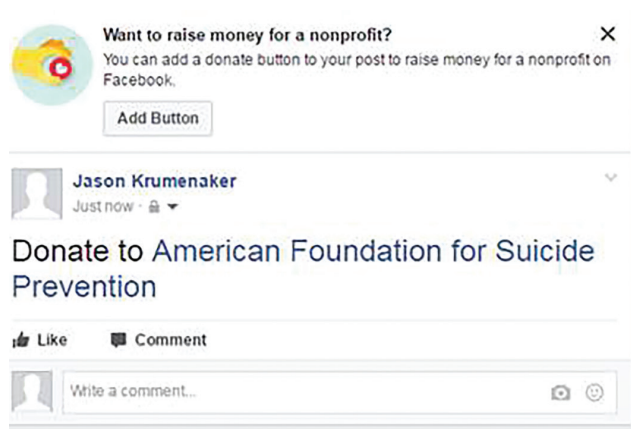 Want to raise money for a nonprofit?
You can add a donate button to your post to raise money for a nonprofit on
Facebook.
Add Button
Jason Krumenaker
Just now ·
Donate to American Foundation for Suicide
Prevention
Like Comment
Write a comment...